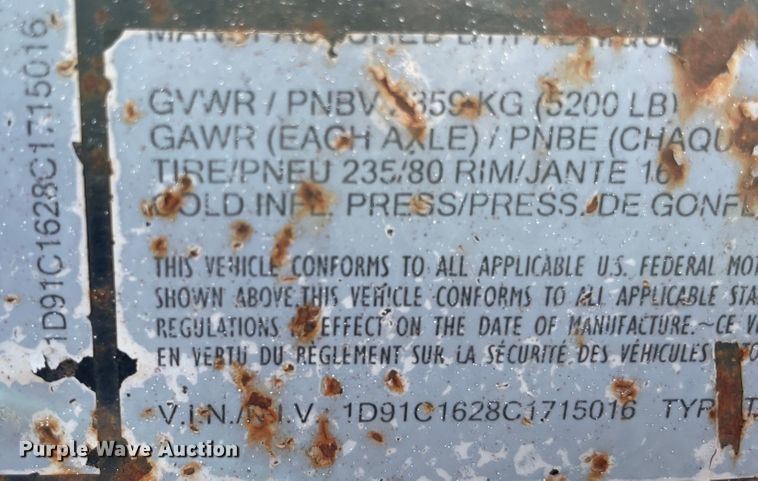 1D91C1628C1715016
MANUFACTURED BY/FABRIQUÉ
GVWR / PNBV 2359 KG (5200 LB)
GAWR (EACH AXLE) / PNBE (CHAQU
TIRE/PNEU 235/80 RIM/JANTE 16
COLD INFL. PRESS/PRESS. DE GONFL
THIS VEHICLE CONFORMS TO ALL APPLICABLE U.S. FEDERAL MOT
SHOWN ABOVE.THIS VEHICLE CONFORMS TO ALL APPLICABLE STA
REGULATIONS IN EFFECT ON THE DATE OF MANUFACTURE.~CE V
EN VERTU DU RÈGLEMENT SUR LA SÉCURITÉ DES VÉHICULES
V.I.N./N.I.V. 1D91C1628C1715016 TYP
Purple Wave Auction